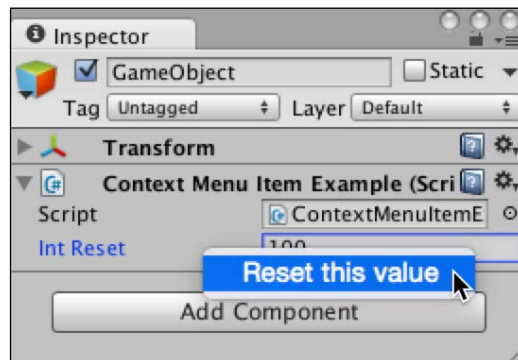 Inspector
GameObject Static
Tag Untagged Layer Default
Transform
Context Menu Item Example (Scri
Script ContextMenuItemE
Int Reset 100
Reset this value
Add Component